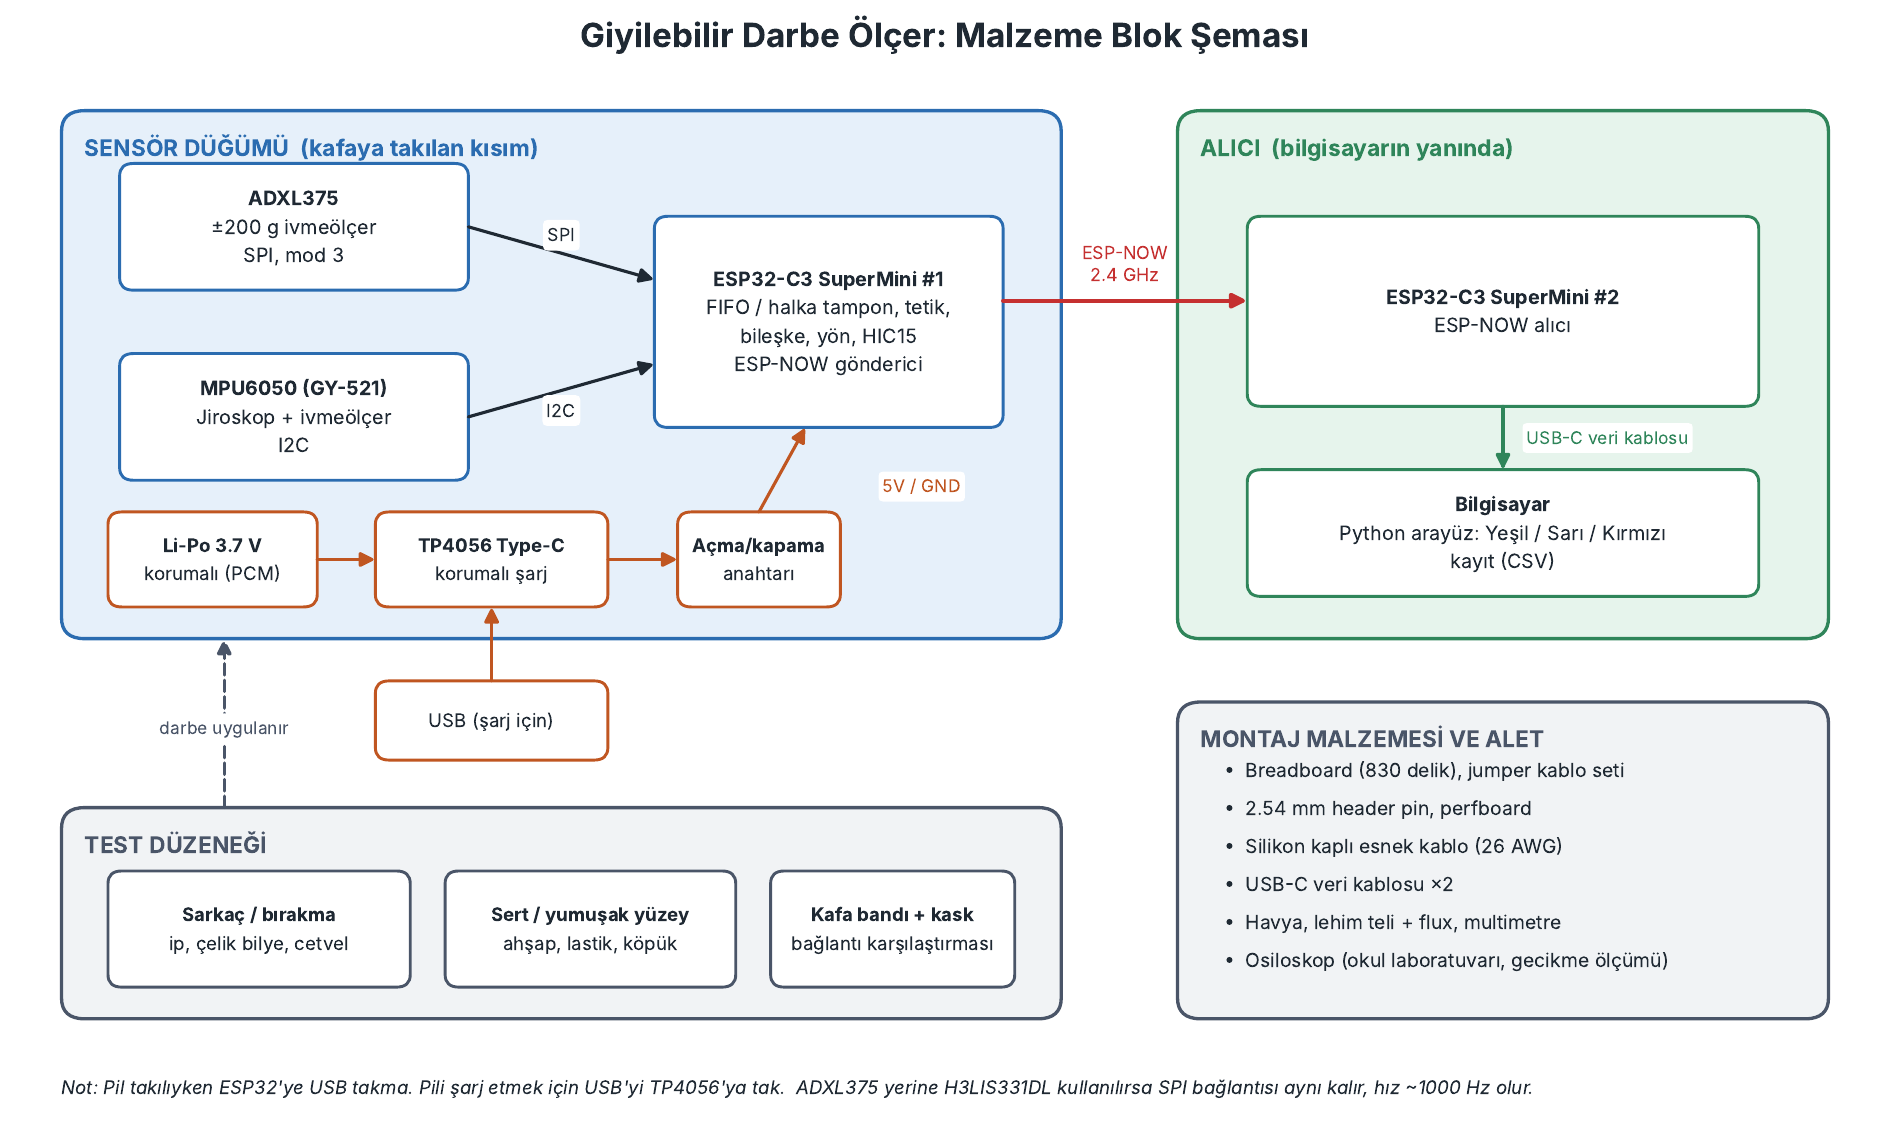 Giyilebilir Darbe Ölçer: Malzeme Blok Şeması
SENSÖR DÜĞÜMÜ (kafaya takılan kısım)
ADXL375
±200 g ivmeölçer
SPI, mod 3
SPI
MPU6050 (GY-521)
Jiroskop + ivmeölçer
I2C
I2C
ESP32-C3 SuperMini #1
FIFO / halka tampon, tetik,
bileşke, yön, HIC15
ESP-NOW gönderici
5V / GND
Li-Po 3.7 V
korumalı (PCM)
TP4056 Type-C
korumalı şarj
Açma/kapama
anahtarı
USB (şarj için)
darbe uygulanır
ESP-NOW
2.4 GHz
ALICI (bilgisayarın yanında)
ESP32-C3 SuperMini #2
ESP-NOW alıcı
USB-C veri kablosu
Bilgisayar
Python arayüz: Yeşil / Sarı / Kırmızı
kayıt (CSV)
TEST DÜZENEĞİ
Sarkaç / bırakma
ip, çelik bilye, cetvel
Sert / yumuşak yüzey
ahşap, lastik, köpük
Kafa bandı + kask
bağlantı karşılaştırması
MONTAJ MALZEMESİ VE ALET
• Breadboard (830 delik), jumper kablo seti
• 2.54 mm header pin, perfboard
• Silikon kaplı esnek kablo (26 AWG)
• USB-C veri kablosu ×2
• Havya, lehim teli + flux, multimetre
• Osiloskop (okul laboratuvarı, gecikme ölçümü)
Not: Pil takılıyken ESP32'ye USB takma. Pili şarj etmek için USB'yi TP4056'ya tak. ADXL375 yerine H3LIS331DL kullanılırsa SPI bağlantısı aynı kalır, hız ~1000 Hz olur.